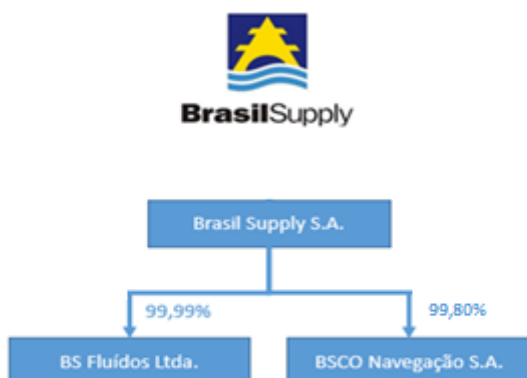 BrasilSupply
Brasil Supply S.A.
99,99%
99,80%
BS Fluídos Ltda.
BSCO Navegação S.A.